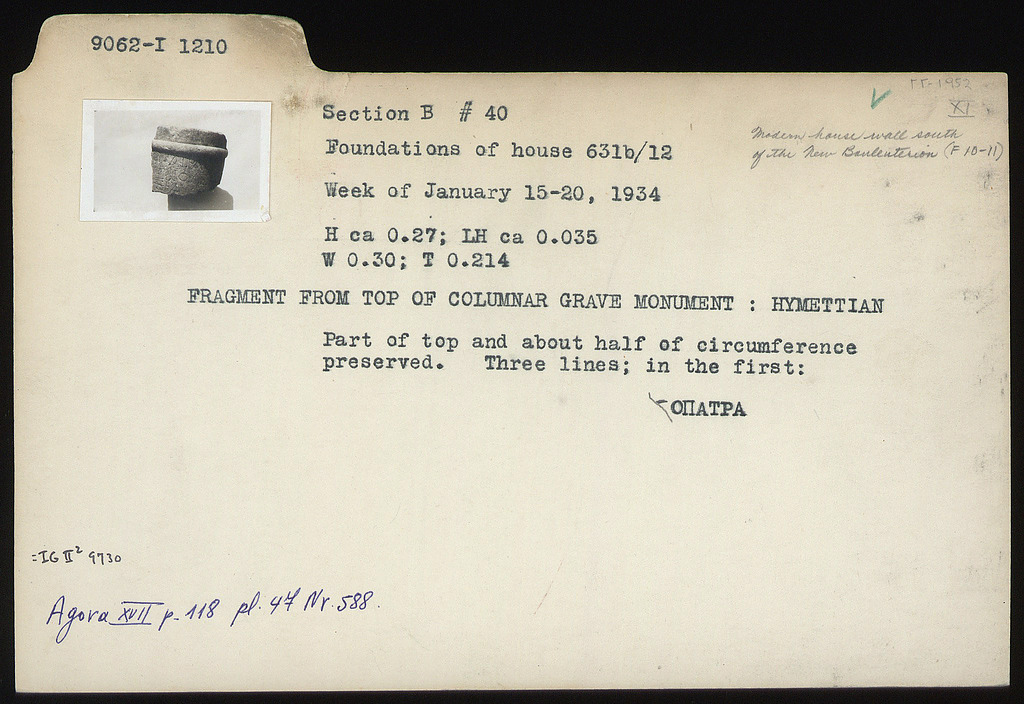 9062-I 1210
ΓΓ-1952
XI
Modern house wall south
of the New Bouleuterion (F 10-11)
Section B # 40
Foundations of house 631b/12
Week of January 15-20, 1934
H ca 0.27; LH ca 0.035
W 0.30; T 0.214
FRAGMENT FROM TOP OF COLUMNAR GRAVE MONUMENT : HYMETTIAN
Part of top and about half of circumference
preserved. Three lines; in the first:
ΟΠΑΤΡΑ
=IG II² 9730
Agora XVII p. 118 pl. 47 Nr. 588.